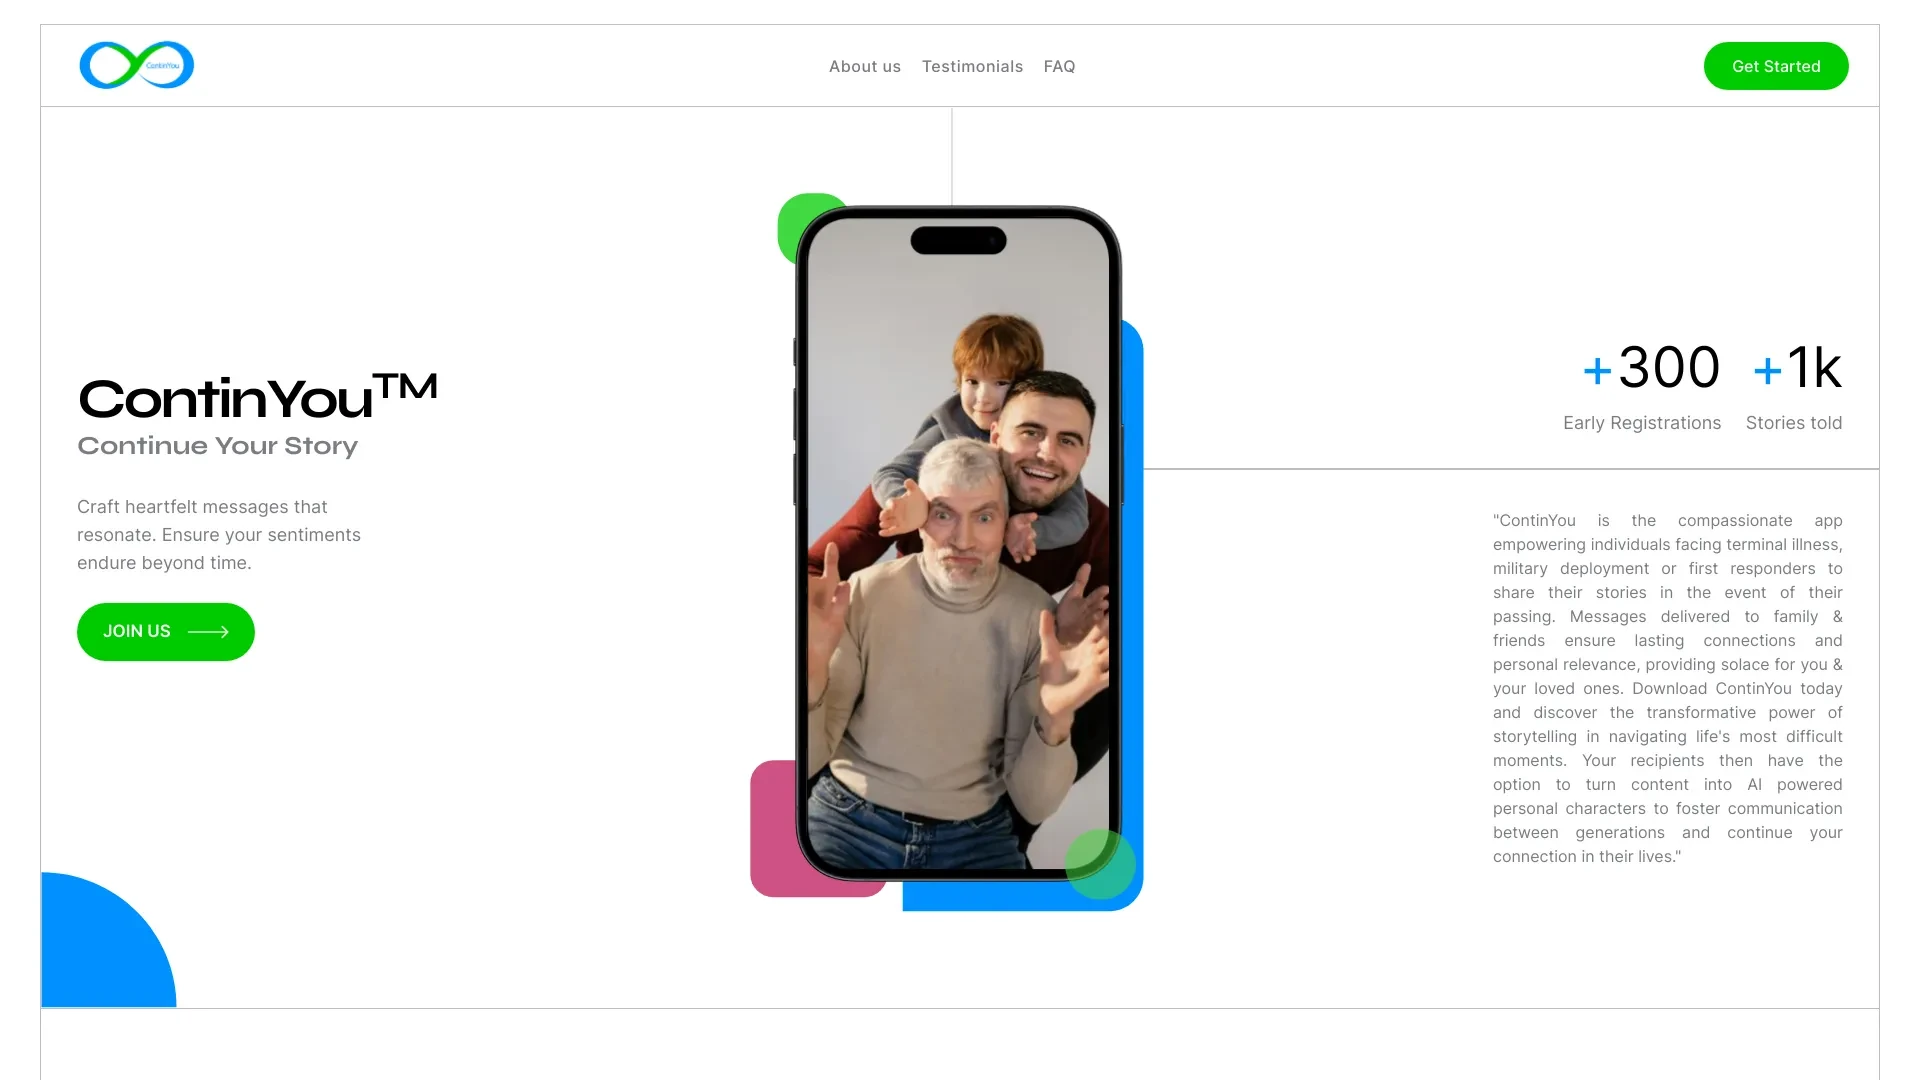 ContinYou
About us
Testimonials
FAQ
Get Started
ContinYou™
Continue Your Story
Craft heartfelt messages that
resonate. Ensure your sentiments
endure beyond time.
JOIN US
+300
Early Registrations
+1k
Stories told
"ContinYou is the compassionate app
empowering individuals facing terminal illness,
military deployment or first responders to
share their stories in the event of their
passing. Messages delivered to family &
friends ensure lasting connections and
personal relevance, providing solace for you &
your loved ones. Download ContinYou today
and discover the transformative power of
storytelling in navigating life's most difficult
moments. Your recipients then have the
option to turn content into AI powered
personal characters to foster communication
between generations and continue your
connection in their lives."